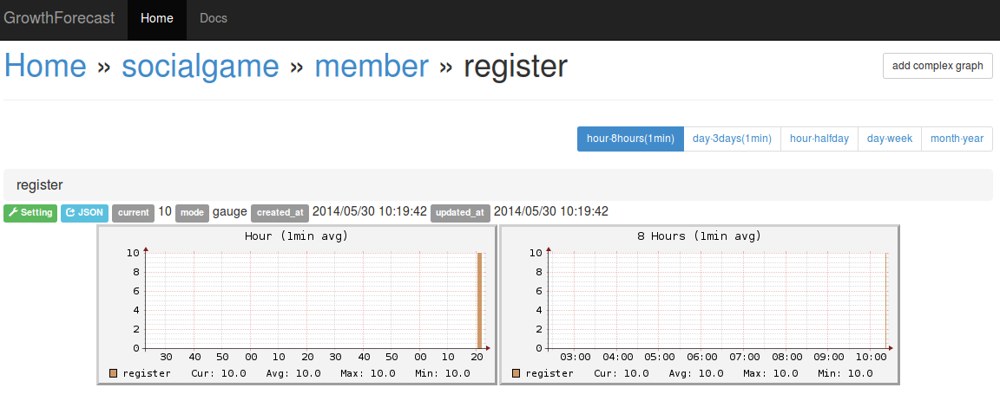 GrowthForecast Home Docs
Home » socialgame » member » register add complex graph
hour-8hours(1min) day-3days(1min) hour-halfday day-week month-year
register
Setting JSON current 10 mode gauge created_at 2014/05/30 10:19:42 updated_at 2014/05/30 10:19:42
Hour (1min avg)
10
8
6
4
2
0
30 40 50 00 10 20 30 40 50 00 10 20
register Cur: 10.0 Avg: 10.0 Max: 10.0 Min: 10.0
8 Hours (1min avg)
10
8
6
4
2
0
03:00 04:00 05:00 06:00 07:00 08:00 09:00 10:00
register Cur: 10.0 Avg: 10.0 Max: 10.0 Min: 10.0